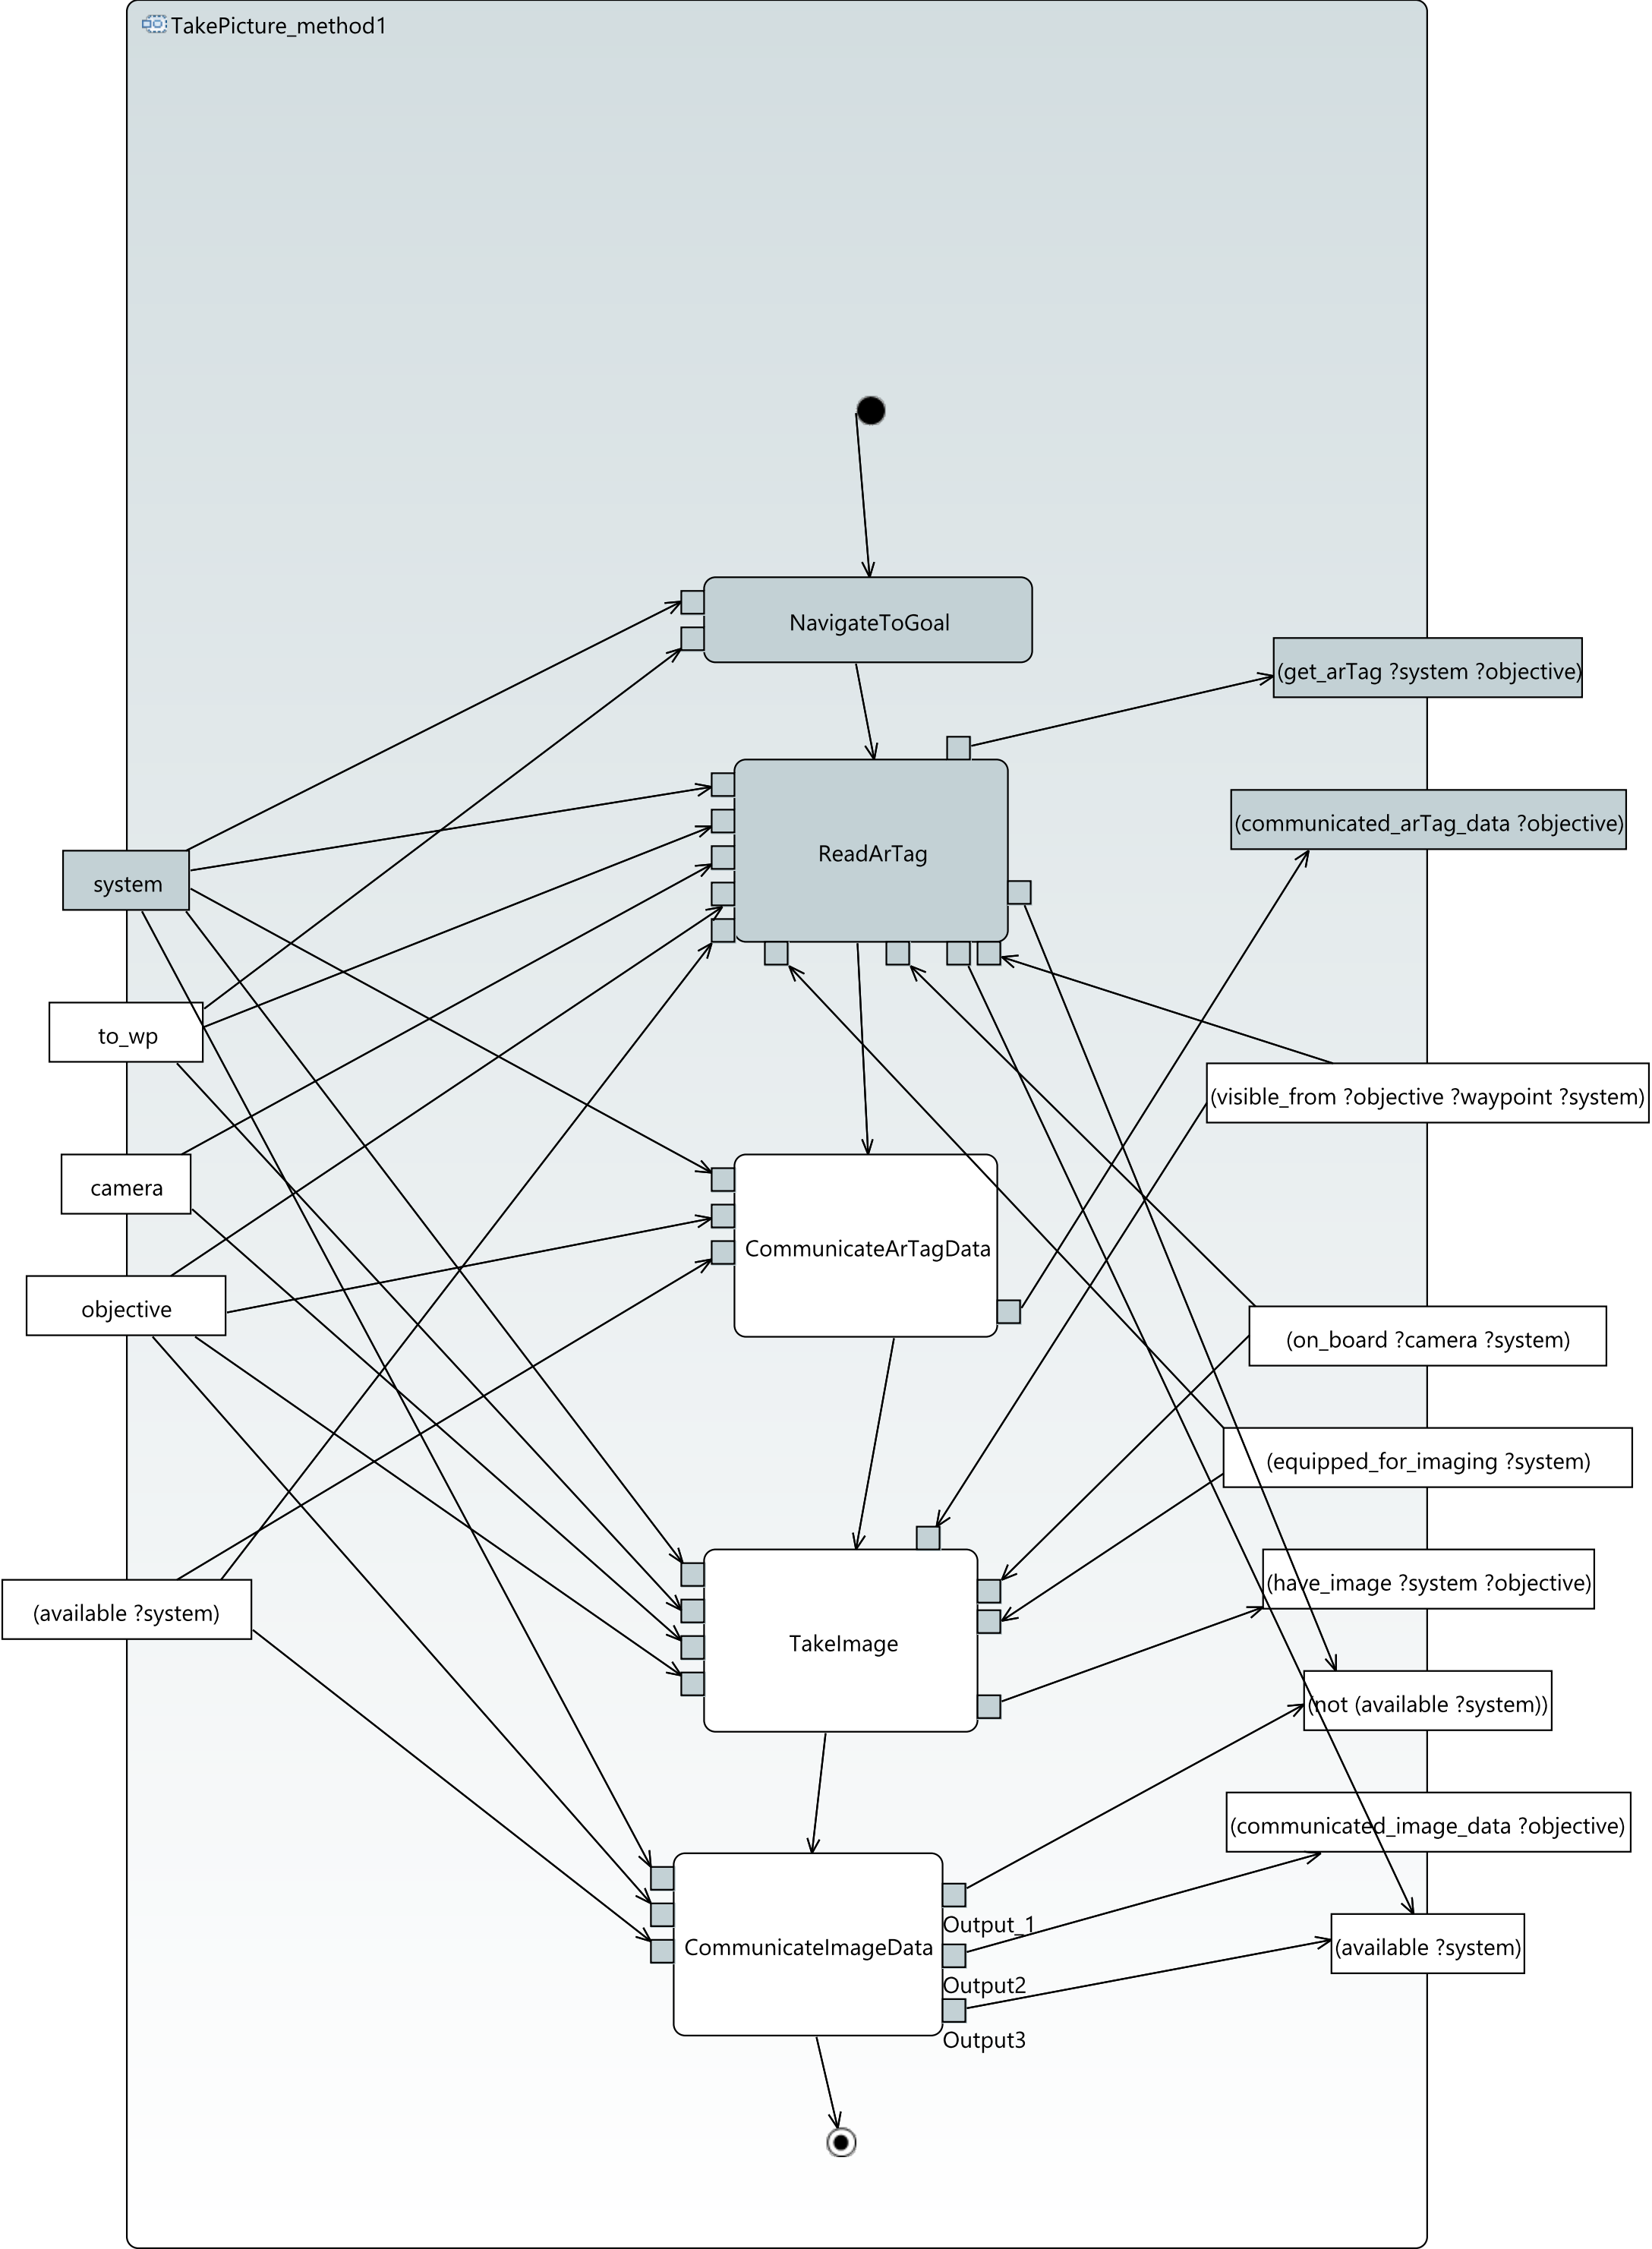 TakePicture_method1
NavigateToGoal
(get_arTag ?system ?objective)
(communicated_arTag_data ?objective)
ReadArTag
system
to_wp
(visible_from ?objective ?waypoint ?system)
camera
CommunicateArTagData
objective
(on_board ?camera ?system)
(equipped_for_imaging ?system)
(have_image ?system ?objective)
(available ?system)
TakeImage
(not (available ?system))
(communicated_image_data ?objective)
Output_1
CommunicateImageData
(available ?system)
Output2
Output3